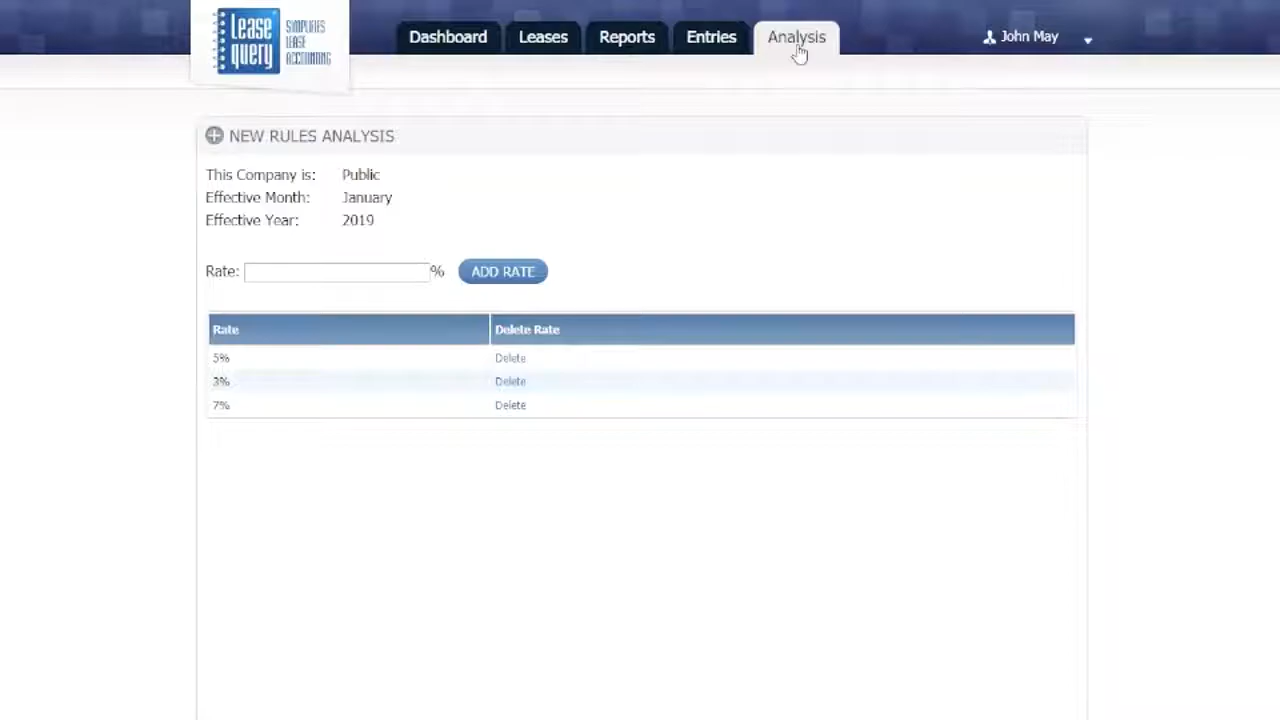 Lease query
SIMPLIFIES LEASE ACCOUNTING
Dashboard Leases Reports Entries Analysis
John May
NEW RULES ANALYSIS
This Company is: Public
Effective Month: January
Effective Year: 2019
Rate: % ADD RATE
Rate Delete Rate
5% Delete
3% Delete
7% Delete